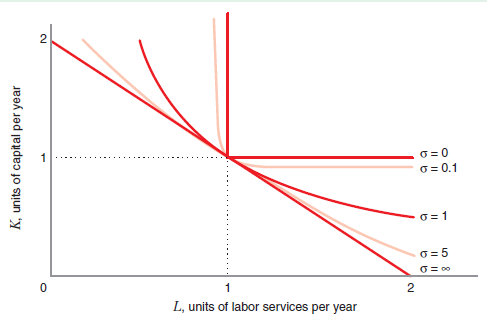 2
K, units of capital per year
1
σ = 0
σ = 0.1
σ = 1
σ = 5
σ = ∞
0
1
2
L, units of labor services per year